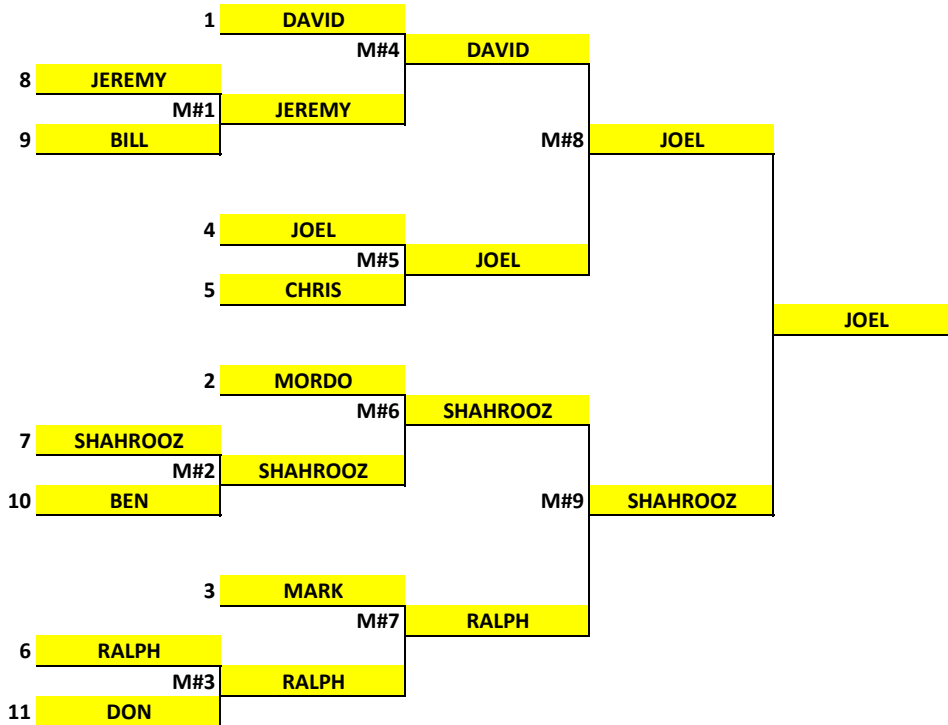 1 DAVID
M#4 DAVID
8 JEREMY
M#1 JEREMY
9 BILL
M#8 JOEL
4 JOEL
M#5 JOEL
5 CHRIS
JOEL
2 MORDO
M#6 SHAHROOZ
7 SHAHROOZ
M#2 SHAHROOZ
10 BEN
M#9 SHAHROOZ
3 MARK
M#7 RALPH
6 RALPH
M#3 RALPH
11 DON